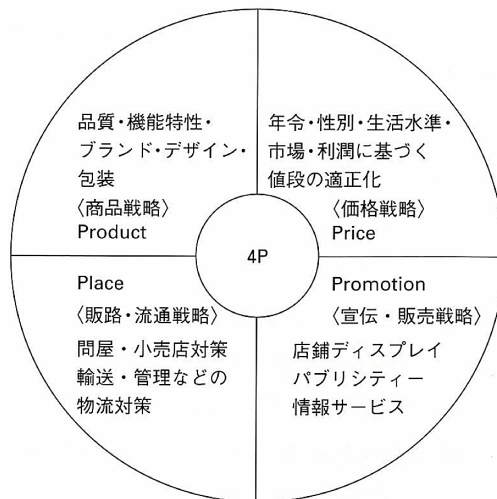 品質・機能特性・
ブランド・デザイン・
包装
〈商品戦略〉
Product
年令・性別・生活水準・
市場・利潤に基づく
値段の適正化
〈価格戦略〉
Price
4P
Place
〈販路・流通戦略〉
問屋・小売店対策
輸送・管理などの
物流対策
Promotion
〈宣伝・販売戦略〉
店舗ディスプレイ
パブリシティー
情報サービス